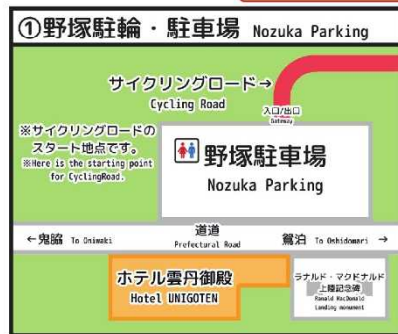 ①野塚駐輪・駐車場 Nozuka Parking
サイクリングロード→
Cycling Road
入口/出口
Gateway
※サイクリングロードの
スタート地点です。
※Here is the starting point
for CyclingRoad.
野塚駐車場
Nozuka Parking
←鬼脇 To Oniwaki
道道
Prefectural Road
鴛泊 To Oshidomari →
ホテル雲丹御殿
Hotel UNIGOTEN
ラナルド・マクドナルド
上陸記念碑
Ranald MacDonald
Landing monument